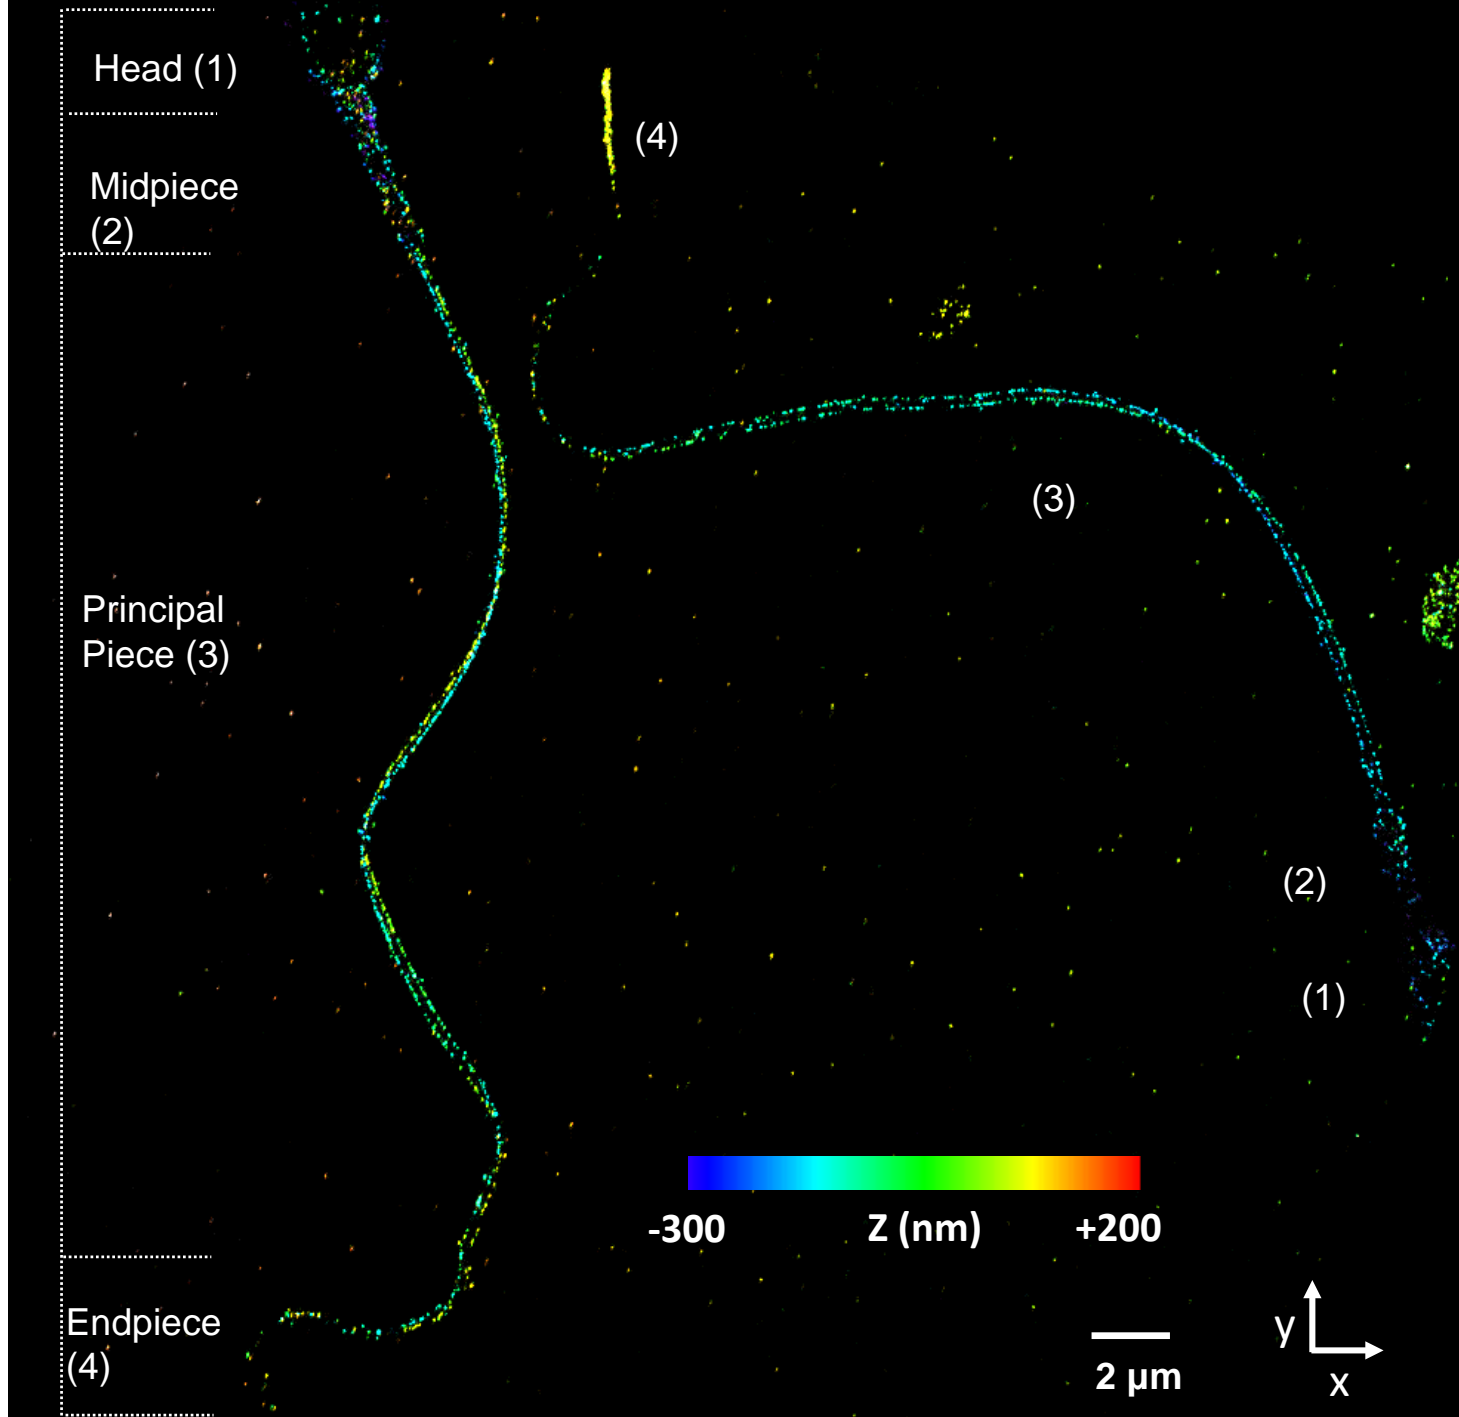 Head (1)
(4)
Midpiece
(2)
(3)
Principal
Piece (3)
(2)
(1)
-300 Z (nm) +200
Endpiece
(4)
2 µm
y
x